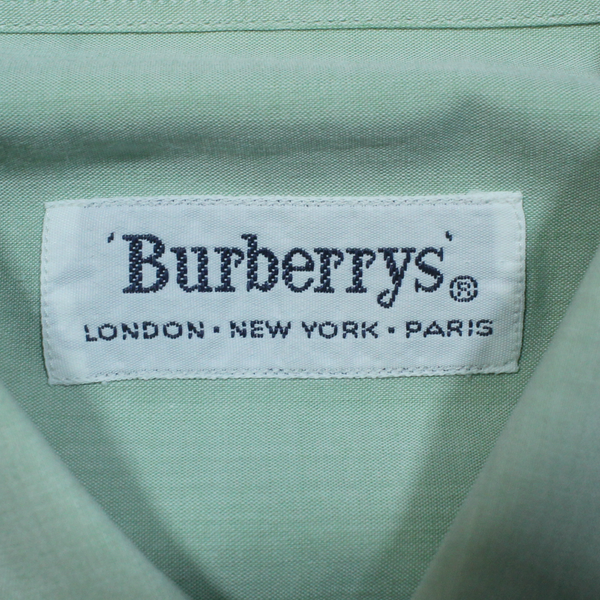 'Burberrys'®
LONDON · NEW YORK · PARIS